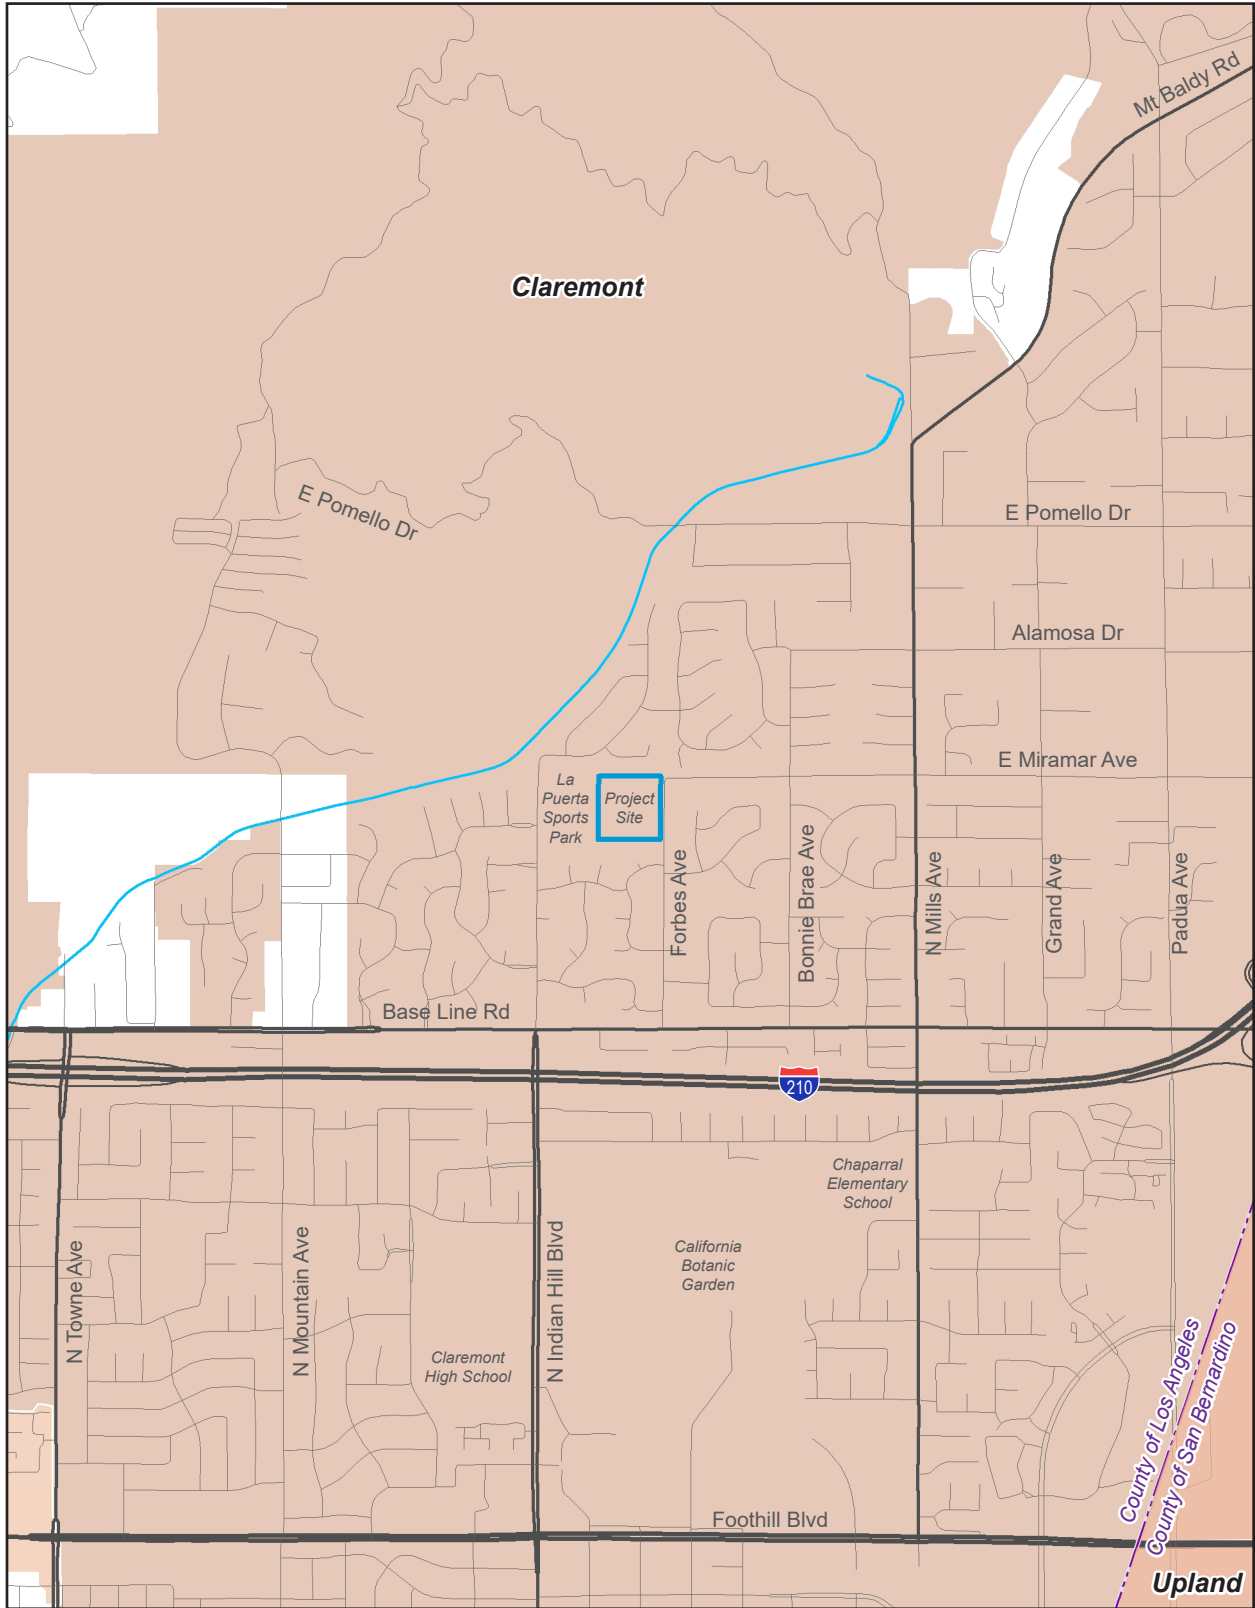 Mt Baldy Rd
Claremont
E Pomello Dr
E Pomello Dr
Alamosa Dr
E Miramar Ave
La
Puerta
Sports
Park
Project
Site
Forbes Ave
Bonnie Brae Ave
N Mills Ave
Grand Ave
Padua Ave
Base Line Rd
210
Chaparral
Elementary
School
California
Botanic
Garden
N Towne Ave
N Mountain Ave
N Indian Hill Blvd
Claremont
High School
County of Los Angeles
County of San Bernardino
Foothill Blvd
Upland